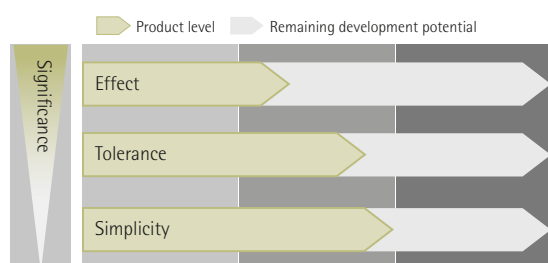 Product level
Remaining development potential
Significance
Effect
Tolerance
Simplicity